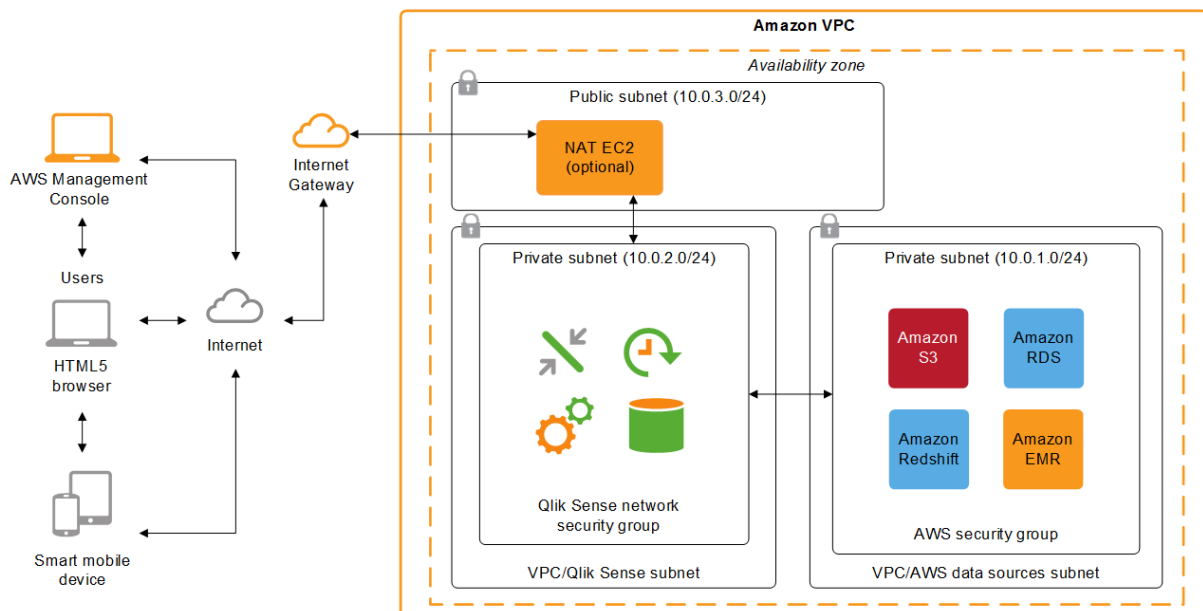 Amazon VPC
Availability zone
Public subnet (10.0.3.0/24)
NAT EC2
(optional)
Internet
Gateway
AWS Management
Console
Users
HTML5
browser
Internet
Smart mobile
device
Private subnet (10.0.2.0/24)
Qlik Sense network
security group
VPC/Qlik Sense subnet
Private subnet (10.0.1.0/24)
Amazon
S3
Amazon
RDS
Amazon
Redshift
Amazon
EMR
AWS security group
VPC/AWS data sources subnet